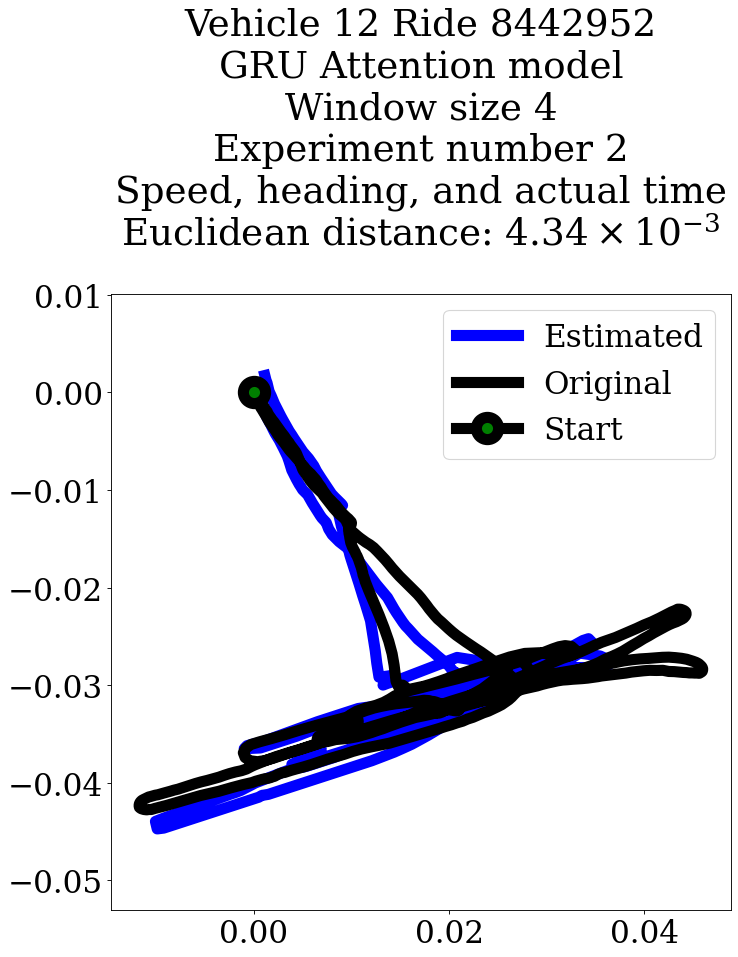 Vehicle 12 Ride 8442952
GRU Attention model
Window size 4
Experiment number 2
Speed, heading, and actual time
Euclidean distance: 4.34 × 10⁻³
Estimated
Original
Start
0.01
0.00
−0.01
−0.02
−0.03
−0.04
−0.05
0.00 0.02 0.04